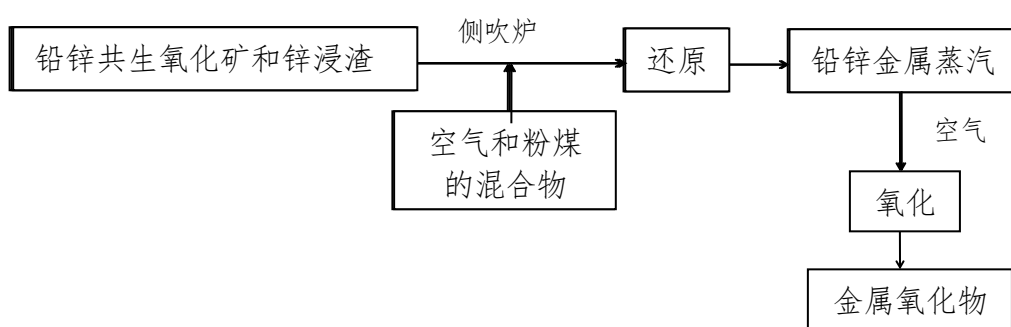 侧吹炉
铅锌共生氧化矿和锌浸渣
还原
铅锌金属蒸汽
空气和粉煤
的混合物
空气
氧化
金属氧化物